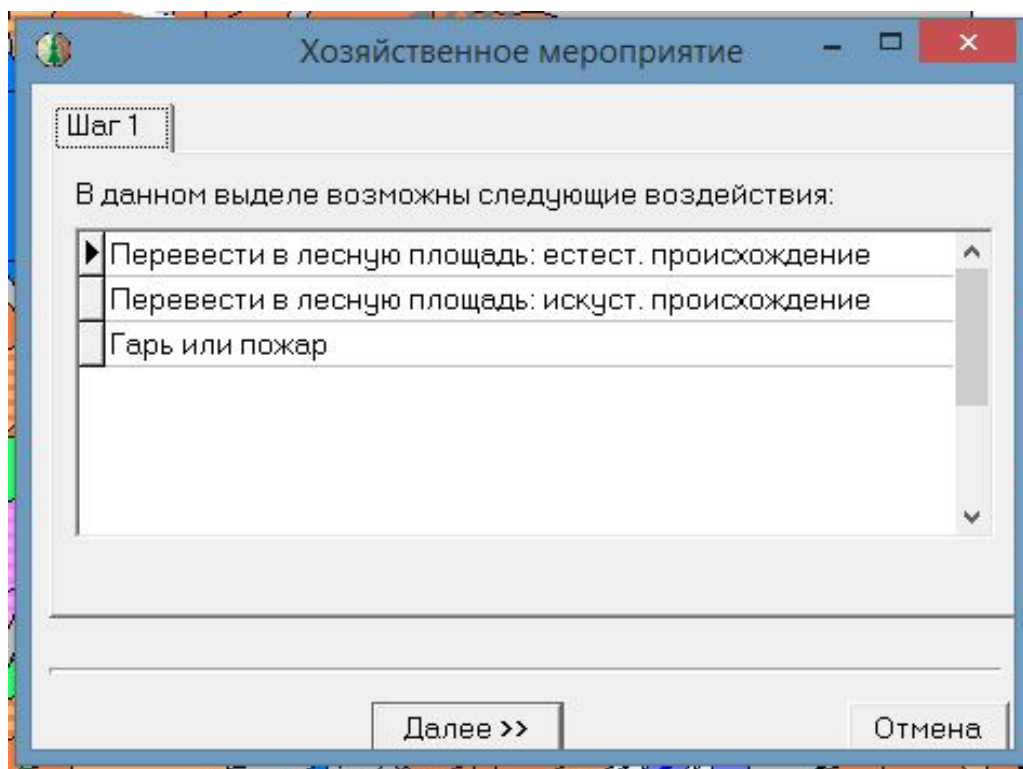 Хозяйственное мероприятие
Шаг 1
В данном выделе возможны следующие воздействия:
Перевести в лесную площадь: естест. происхождение
Перевести в лесную площадь: искуст. происхождение
Гарь или пожар
Далее >> Отмена